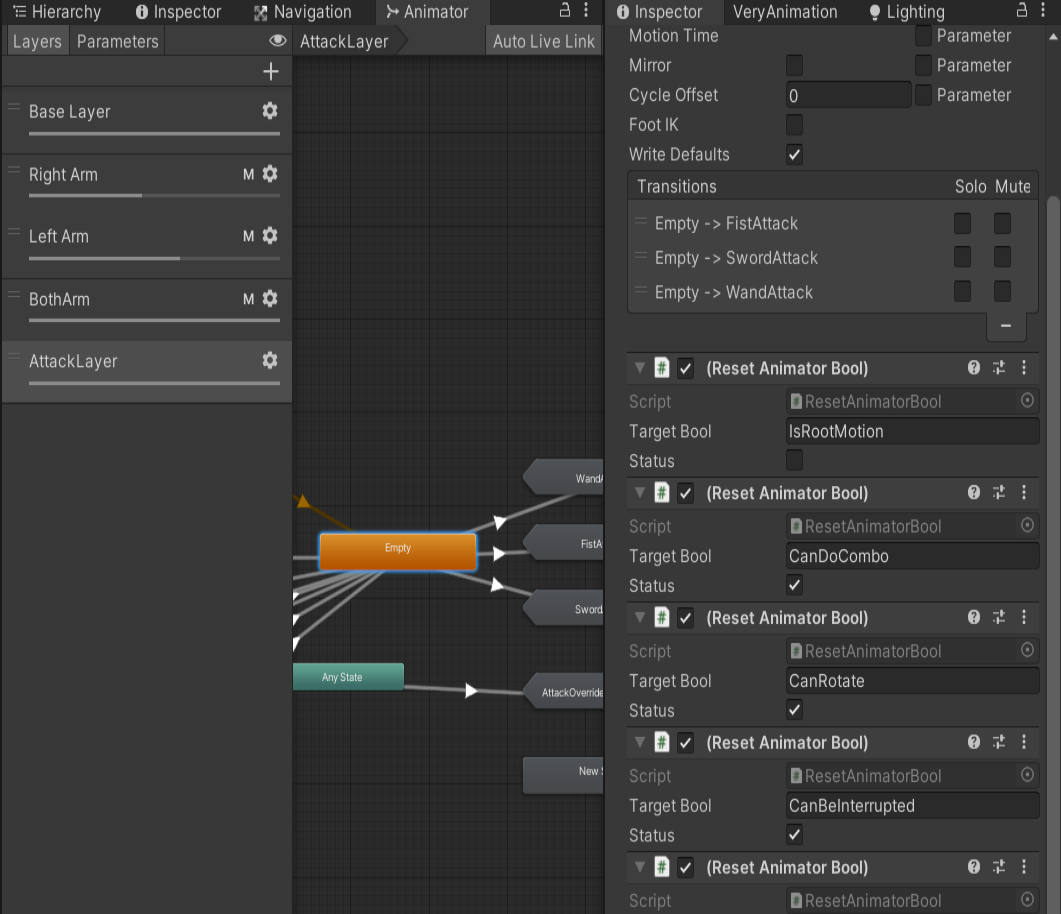 Hierarchy Inspector Navigation Animator
Layers Parameters AttackLayer Auto Live Link
Base Layer
Right Arm M
Left Arm M
BothArm M
AttackLayer
Empty
Any State
WandA
FistA
Sword
AttackOverride
New
Inspector VeryAnimation Lighting
Motion Time Parameter
Mirror Parameter
Cycle Offset 0 Parameter
Foot IK
Write Defaults
Transitions Solo Mute
Empty -> FistAttack
Empty -> SwordAttack
Empty -> WandAttack
(Reset Animator Bool)
Script ResetAnimatorBool
Target Bool IsRootMotion
Status
(Reset Animator Bool)
Script ResetAnimatorBool
Target Bool CanDoCombo
Status
(Reset Animator Bool)
Script ResetAnimatorBool
Target Bool CanRotate
Status
(Reset Animator Bool)
Script ResetAnimatorBool
Target Bool CanBeInterrupted
Status
(Reset Animator Bool)
Script ResetAnimatorBool